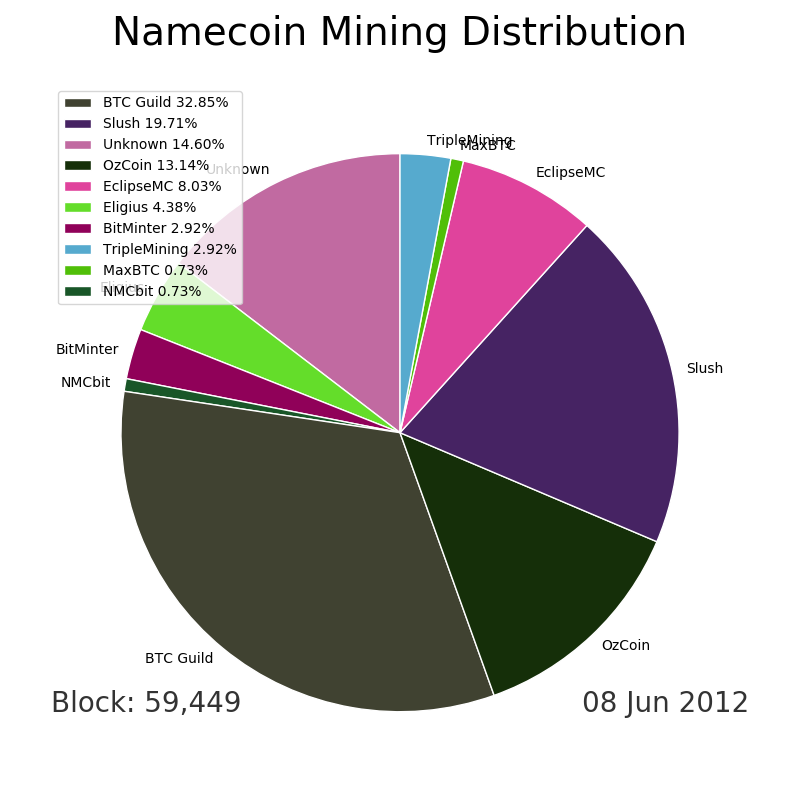 Namecoin Mining Distribution
BTC Guild 32.85%
Slush 19.71%
Unknown 14.60%
OzCoin 13.14%
EclipseMC 8.03%
Eligius 4.38%
BitMinter 2.92%
TripleMining 2.92%
MaxBTC 0.73%
NMCbit 0.73%
TripleMining
MaxBTC
EclipseMC
Unknown
Eligius
BitMinter
NMCbit
Slush
OzCoin
BTC Guild
Block: 59,449
08 Jun 2012